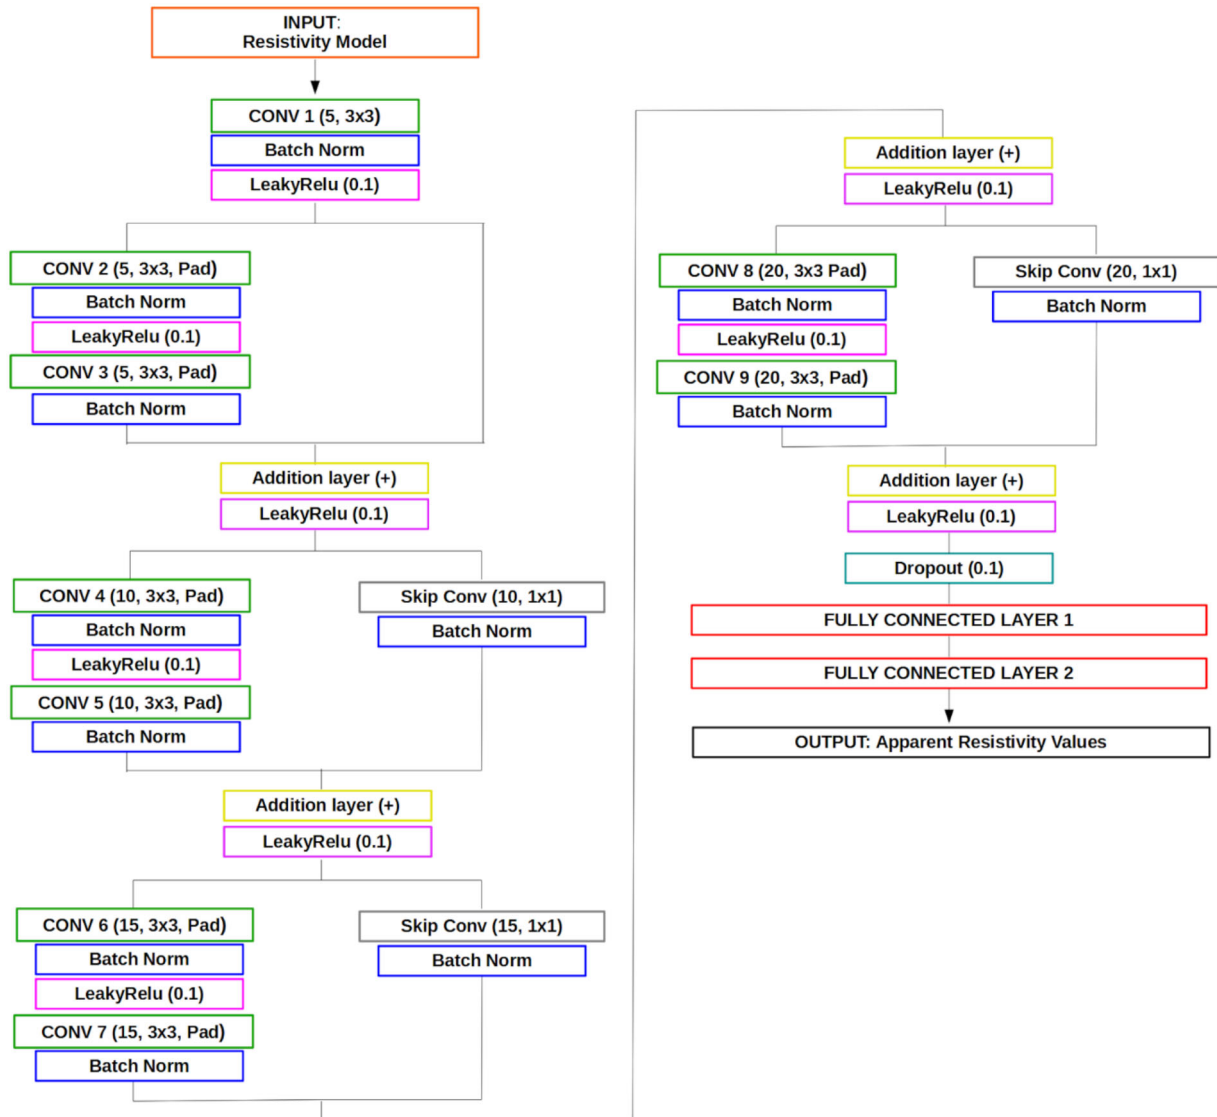 INPUT:
Resistivity Model
CONV 1 (5, 3x3)
Batch Norm
LeakyRelu (0.1)
CONV 2 (5, 3x3, Pad)
Batch Norm
LeakyRelu (0.1)
CONV 3 (5, 3x3, Pad)
Batch Norm
Addition layer (+)
LeakyRelu (0.1)
CONV 4 (10, 3x3, Pad)
Batch Norm
LeakyRelu (0.1)
CONV 5 (10, 3x3, Pad)
Batch Norm
Skip Conv (10, 1x1)
Batch Norm
Addition layer (+)
LeakyRelu (0.1)
CONV 6 (15, 3x3, Pad)
Batch Norm
LeakyRelu (0.1)
CONV 7 (15, 3x3, Pad)
Batch Norm
Skip Conv (15, 1x1)
Batch Norm
Addition layer (+)
LeakyRelu (0.1)
CONV 8 (20, 3x3 Pad)
Batch Norm
LeakyRelu (0.1)
CONV 9 (20, 3x3, Pad)
Batch Norm
Skip Conv (20, 1x1)
Batch Norm
Addition layer (+)
LeakyRelu (0.1)
Dropout (0.1)
FULLY CONNECTED LAYER 1
FULLY CONNECTED LAYER 2
OUTPUT: Apparent Resistivity Values